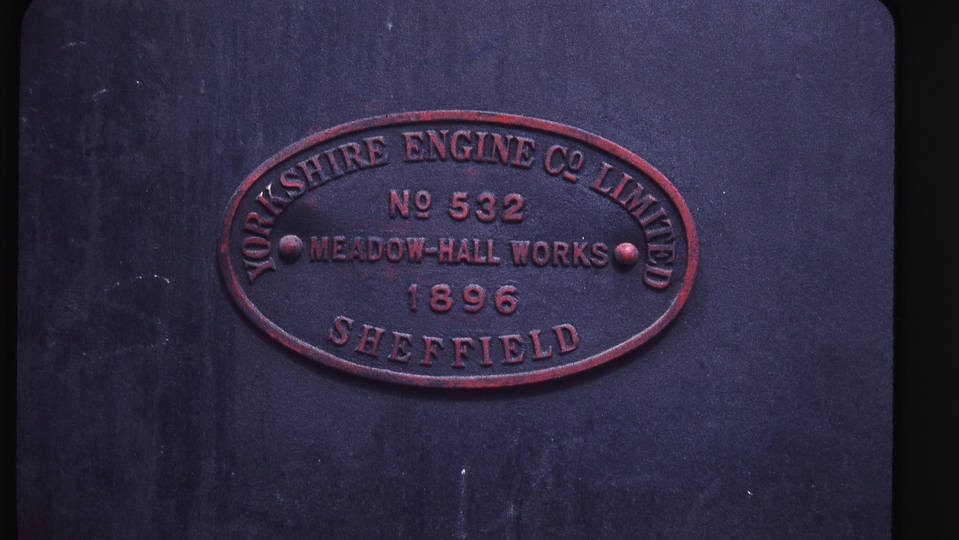 YORKSHIRE ENGINE Cº LIMITED
Nº 532
MEADOW-HALL WORKS
1896
SHEFFIELD